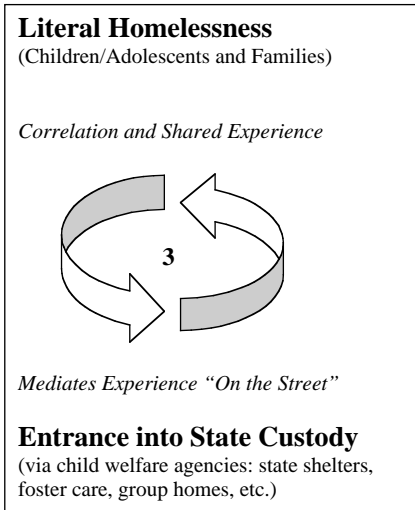 Literal Homelessness
(Children/Adolescents and Families)
Correlation and Shared Experience
3
Mediates Experience “On the Street”
Entrance into State Custody
(via child welfare agencies: state shelters,
foster care, group homes, etc.)